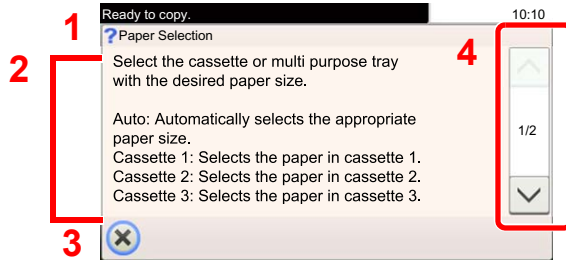 Ready to copy. 10:10
1
?Paper Selection
2
4
Select the cassette or multi purpose tray
with the desired paper size.
Auto: Automatically selects the appropriate
paper size.
1/2
Cassette 1: Selects the paper in cassette 1.
Cassette 2: Selects the paper in cassette 2.
Cassette 3: Selects the paper in cassette 3.
3